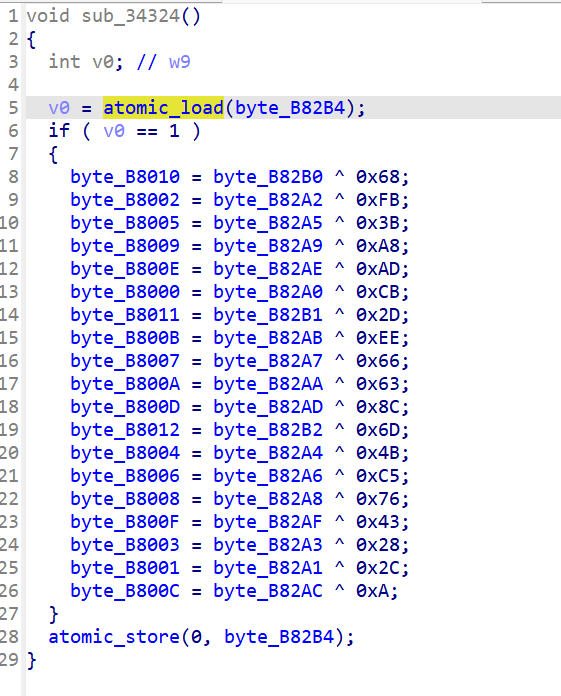 1 void sub_34324()
2 {
3   int v0; // w9
4
5   v0 = atomic_load(byte_B82B4);
6   if ( v0 == 1 )
7   {
8     byte_B8010 = byte_B82B0 ^ 0x68;
9     byte_B8002 = byte_B82A2 ^ 0xFB;
10     byte_B8005 = byte_B82A5 ^ 0x3B;
11     byte_B8009 = byte_B82A9 ^ 0xA8;
12     byte_B800E = byte_B82AE ^ 0xAD;
13     byte_B8000 = byte_B82A0 ^ 0xCB;
14     byte_B8011 = byte_B82B1 ^ 0x2D;
15     byte_B800B = byte_B82AB ^ 0xEE;
16     byte_B8007 = byte_B82A7 ^ 0x66;
17     byte_B800A = byte_B82AA ^ 0x63;
18     byte_B800D = byte_B82AD ^ 0x8C;
19     byte_B8012 = byte_B82B2 ^ 0x6D;
20     byte_B8004 = byte_B82A4 ^ 0x4B;
21     byte_B8006 = byte_B82A6 ^ 0xC5;
22     byte_B8008 = byte_B82A8 ^ 0x76;
23     byte_B800F = byte_B82AF ^ 0x43;
24     byte_B8003 = byte_B82A3 ^ 0x28;
25     byte_B8001 = byte_B82A1 ^ 0x2C;
26     byte_B800C = byte_B82AC ^ 0xA;
27   }
28   atomic_store(0, byte_B82B4);
29 }